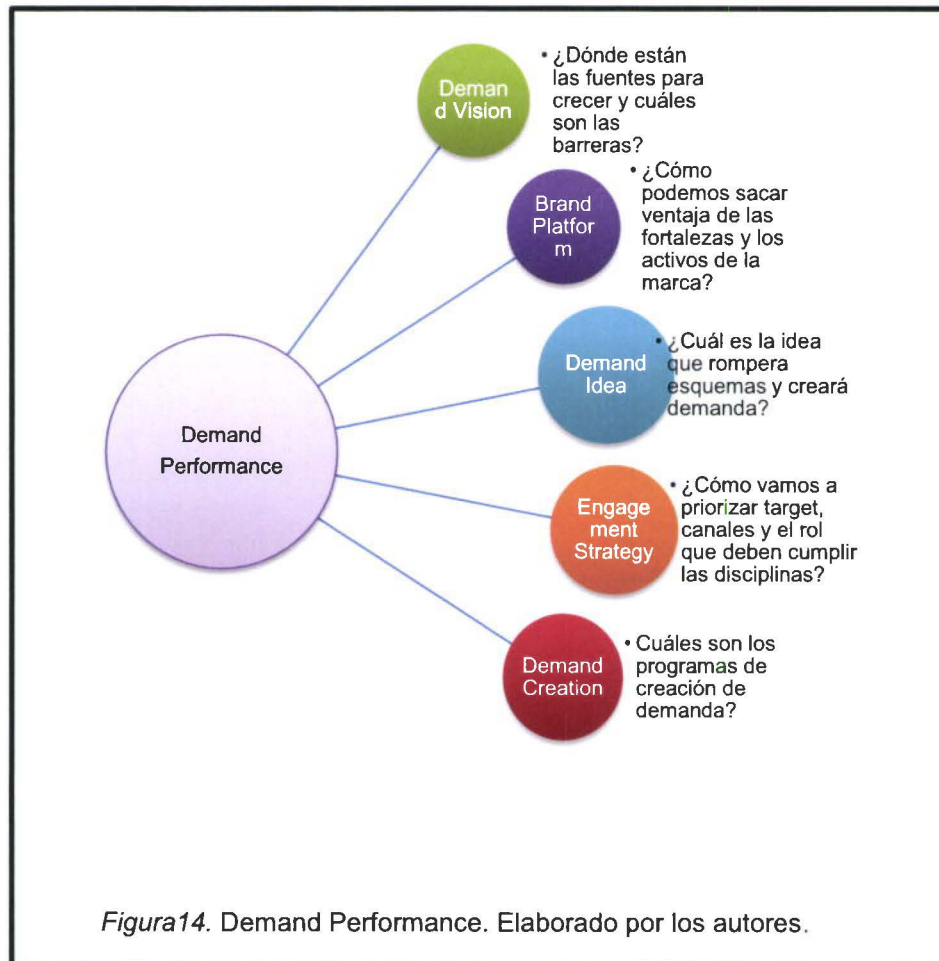 Deman
d Vision
• ¿Dónde están
las fuentes para
crecer y cuáles
son las
barreras?
Brand
Platfor
m
• ¿Cómo
podemos sacar
ventaja de las
fortalezas y los
activos de la
marca?
Demand
Idea
• ¿Cuál es la idea
que rompera
esquemas y creará
demanda?
Demand
Performance
Engage
ment
Strategy
• ¿Cómo vamos a
priorizar target,
canales y el rol
que deben cumplir
las disciplinas?
Demand
Creation
• Cuáles son los
programas de
creación de
demanda?
Figura14. Demand Performance. Elaborado por los autores.